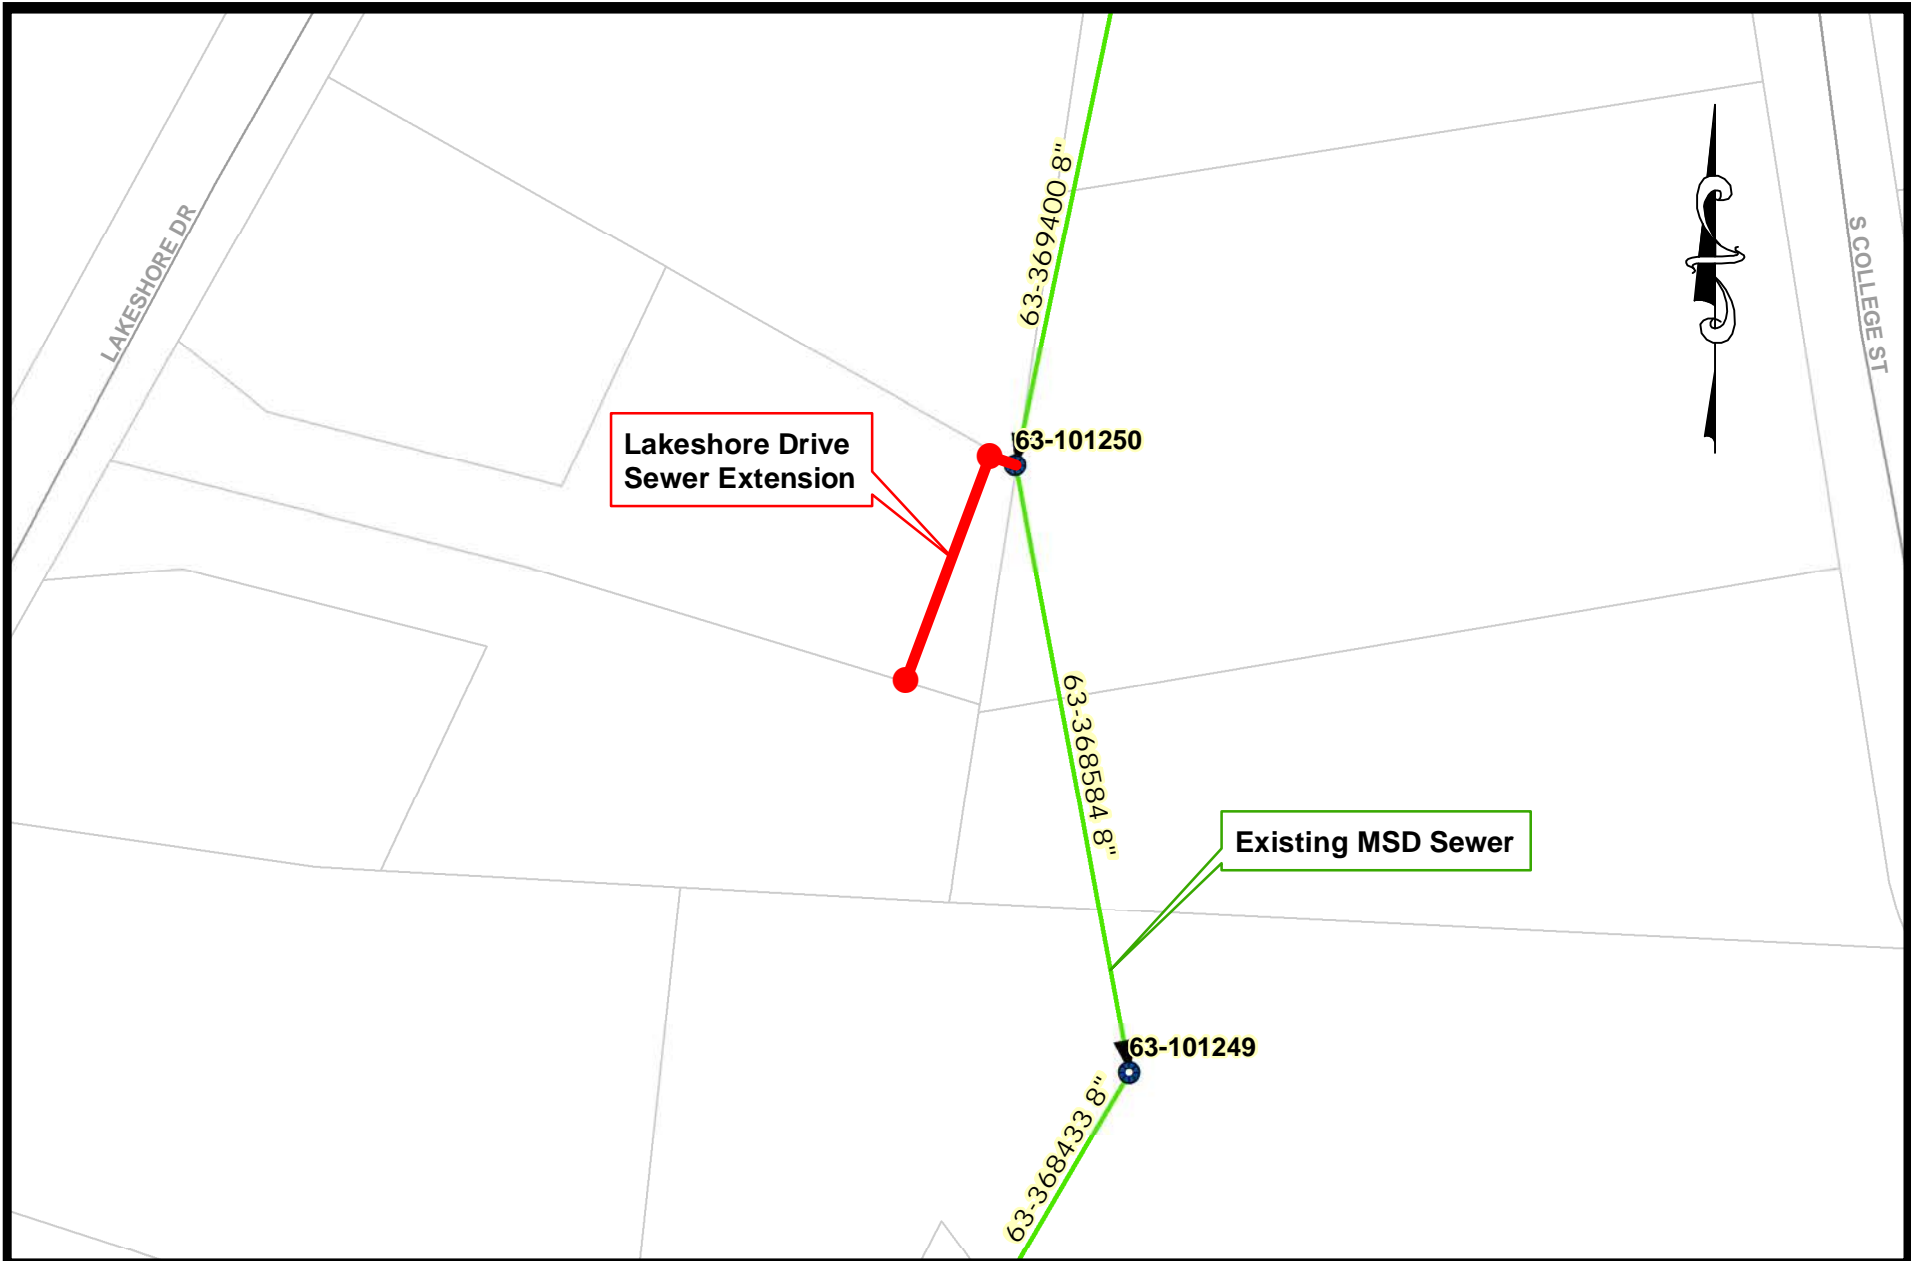 63-369400 8"
LAKESHORE DR
S COLLEGE ST
Lakeshore Drive
Sewer Extension
63-101250
63-368584 8"
Existing MSD Sewer
63-101249
63-368433 8"